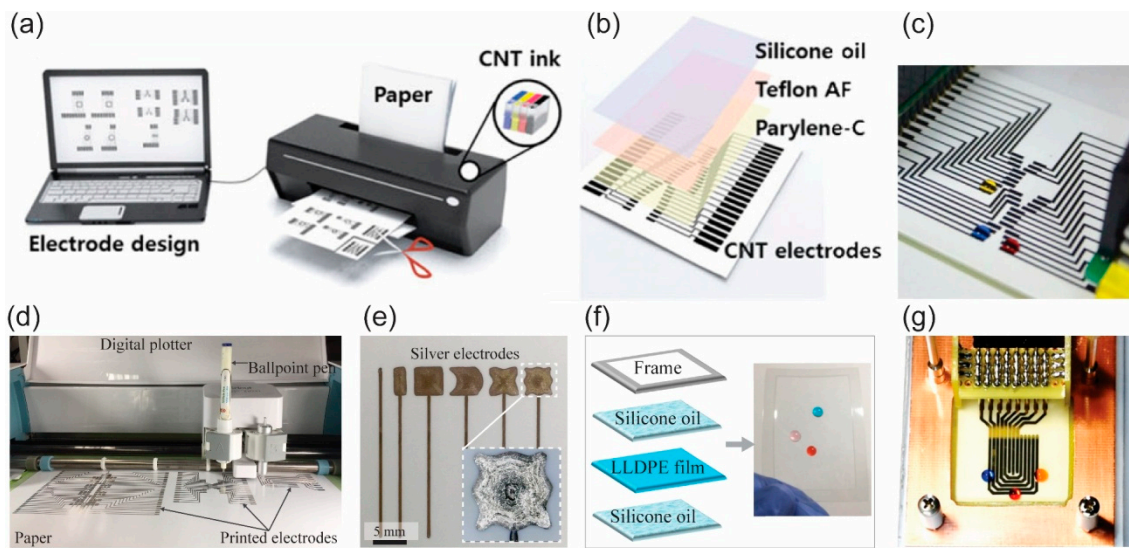 (a)
CNT ink
Paper
Electrode design
(b)
Silicone oil
Teflon AF
Parylene-C
CNT electrodes
(c)
(d)
Digital plotter
Ballpoint pen
Paper
Printed electrodes
(e)
Silver electrodes
5 mm
(f)
Frame
Silicone oil
LLDPE film
Silicone oil
(g)